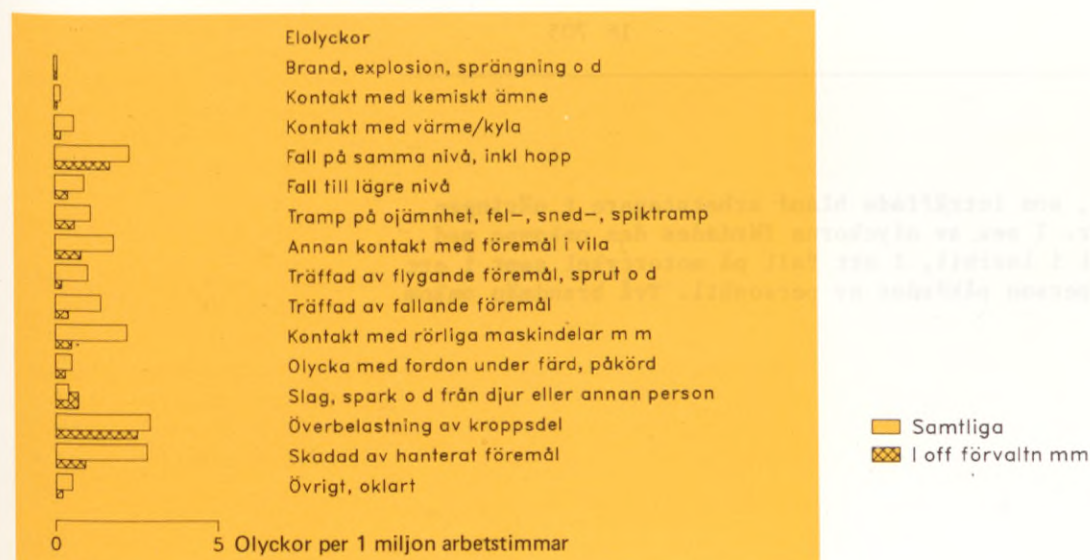 Elolyckor
Brand, explosion, sprängning o d
Kontakt med kemiskt ämne
Kontakt med värme/kyla
Fall på samma nivå, inkl hopp
Fall till lägre nivå
Tramp på ojämnhet, fel-, sned-, spiktramp
Annan kontakt med föremål i vila
Träffad av flygande föremål, sprut o d
Träffad av fallande föremål
Kontakt med rörliga maskindelar m m
Olycka med fordon under färd, påkörd
Slag, spark o d från djur eller annan person
Överbelastning av kroppsdel
Skadad av hanterat föremål
Övrigt, oklart
Samtliga
I off förvaltn mm
0 5 Olyckor per 1 miljon arbetstimmar